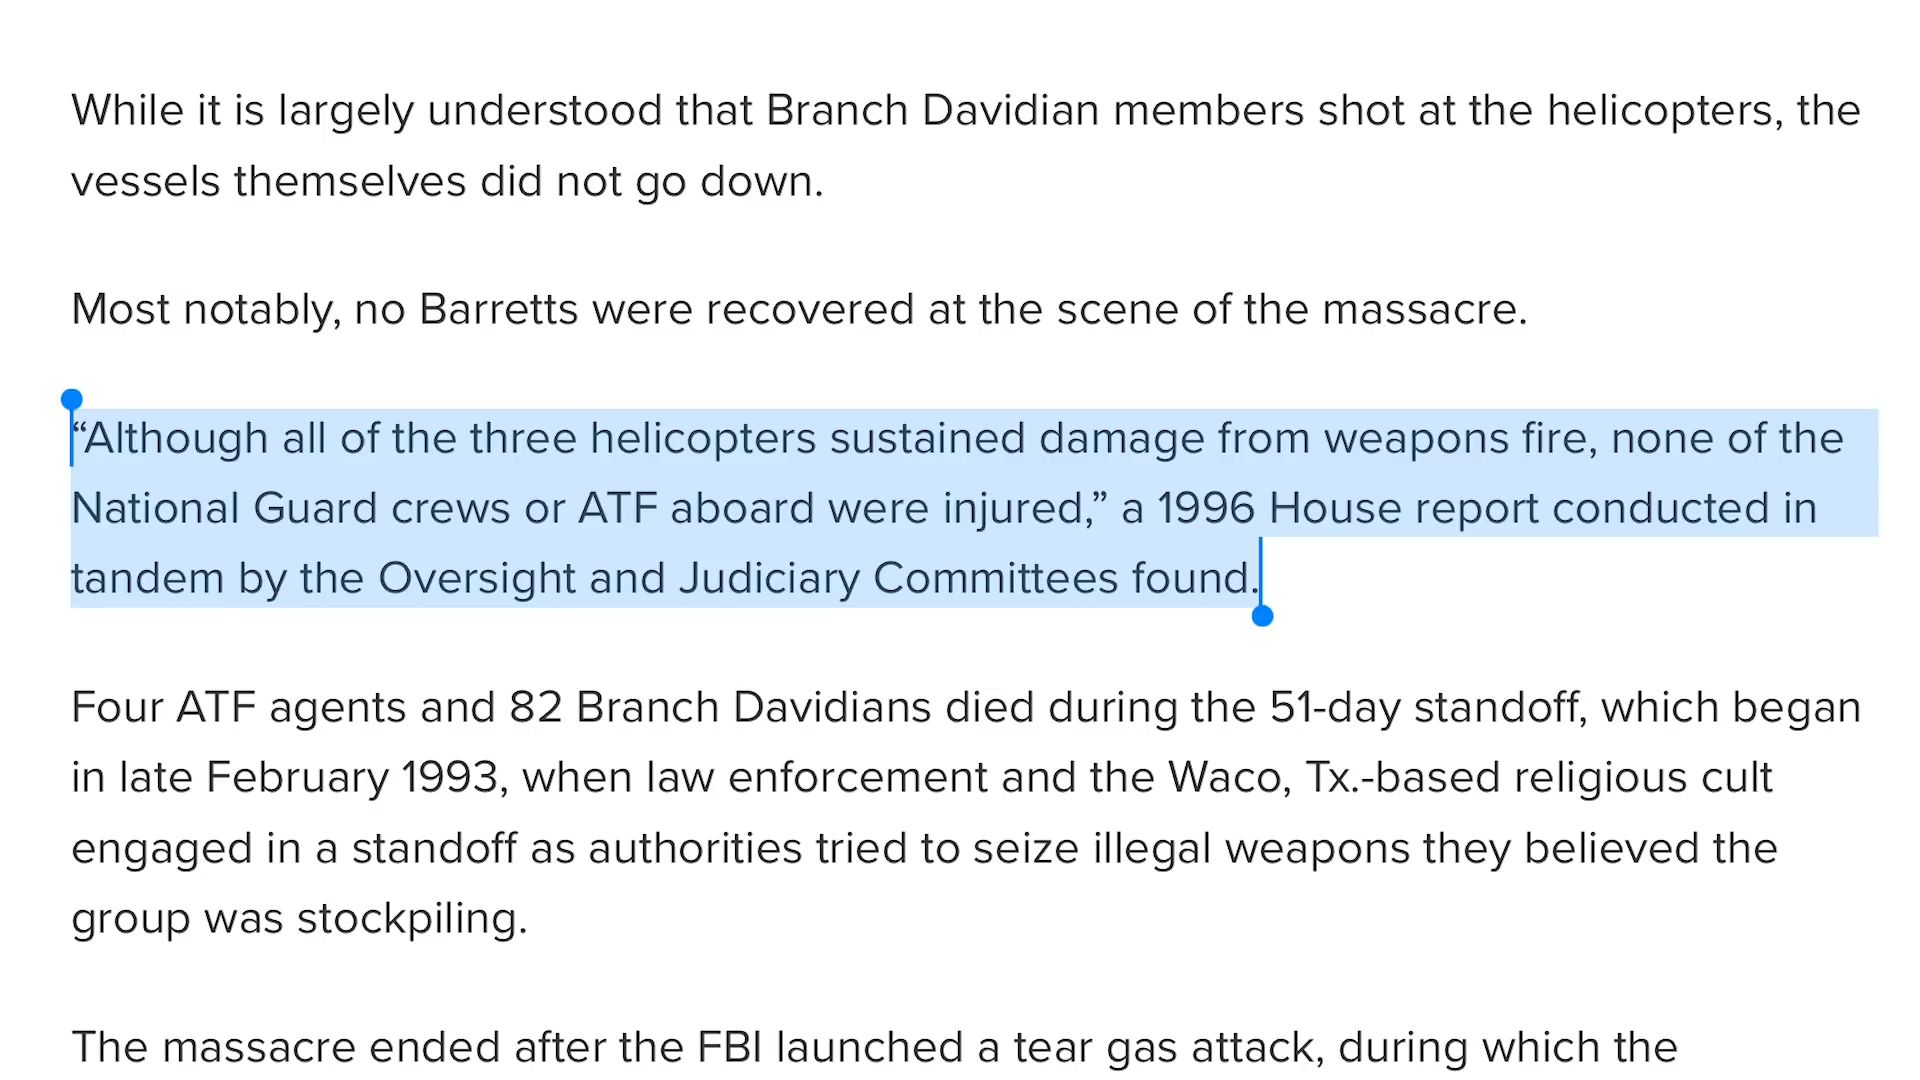 While it is largely understood that Branch Davidian members shot at the helicopters, the
vessels themselves did not go down.
Most notably, no Barretts were recovered at the scene of the massacre.
“Although all of the three helicopters sustained damage from weapons fire, none of the
National Guard crews or ATF aboard were injured,” a 1996 House report conducted in
tandem by the Oversight and Judiciary Committees found.
Four ATF agents and 82 Branch Davidians died during the 51-day standoff, which began
in late February 1993, when law enforcement and the Waco, Tx.-based religious cult
engaged in a standoff as authorities tried to seize illegal weapons they believed the
group was stockpiling.
The massacre ended after the FBI launched a tear gas attack, during which the